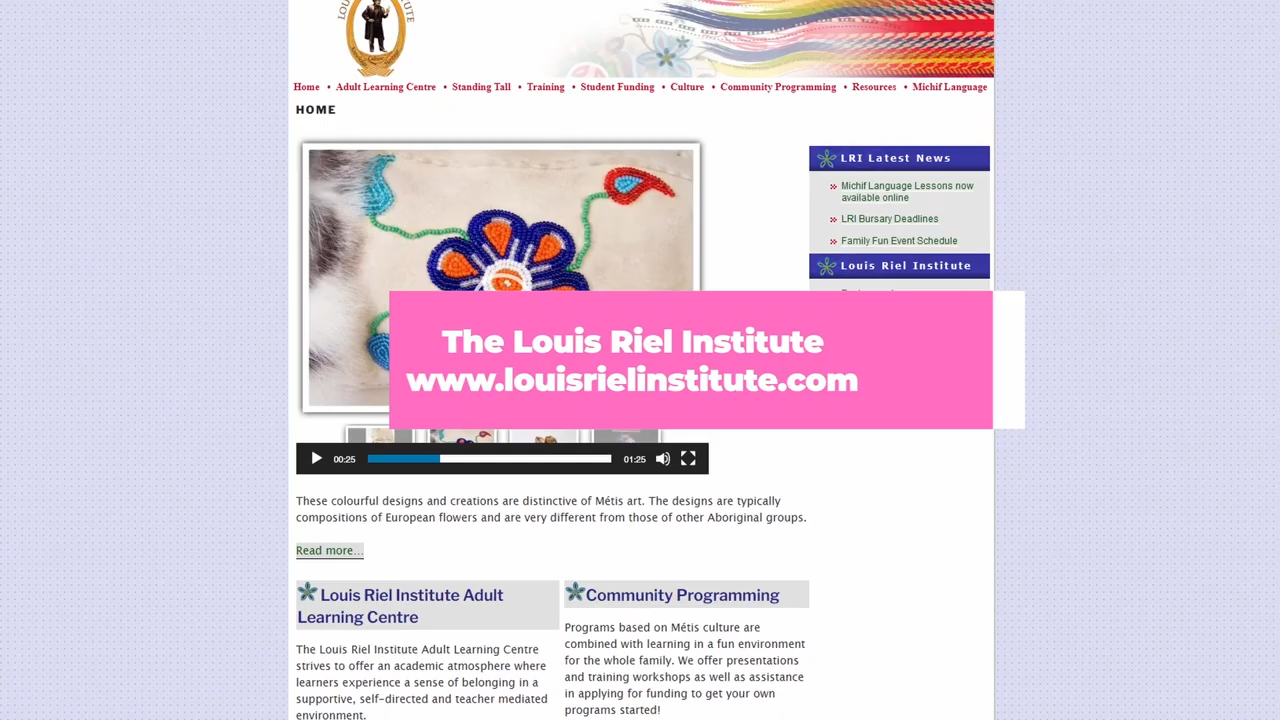 Home • Adult Learning Centre • Standing Tall • Training • Student Funding • Culture • Community Programming • Resources • Michif Language
HOME
LRI Latest News
Michif Language Lessons now
available online
LRI Bursary Deadlines
Family Fun Event Schedule
Louis Riel Institute
The Louis Riel Institute
www.louisrielinstitute.com
00:25
01:25
These colourful designs and creations are distinctive of Métis art. The designs are typically
compositions of European flowers and are very different from those of other Aboriginal groups.
Read more...
Louis Riel Institute Adult
Learning Centre
The Louis Riel Institute Adult Learning Centre
strives to offer an academic atmosphere where
learners experience a sense of belonging in a
supportive, self-directed and teacher mediated
environment.
Community Programming
Programs based on Métis culture are
combined with learning in a fun environment
for the whole family. We offer presentations
and training workshops as well as assistance
in applying for funding to get your own
programs started!